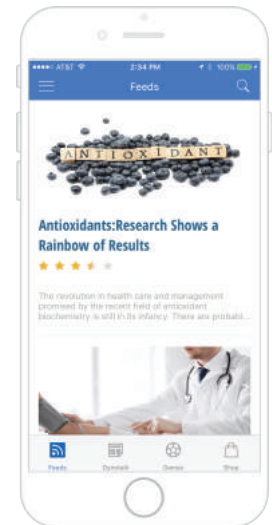 AT&T 2:34 PM 100%
Feeds
ANTIOXIDANT
Antioxidants:Research Shows a
Rainbow of Results
The revolution in health care and management
promised by the recent field of antioxidant
biochemistry is still in its infancy. There are probabl...
Feeds Games Shop